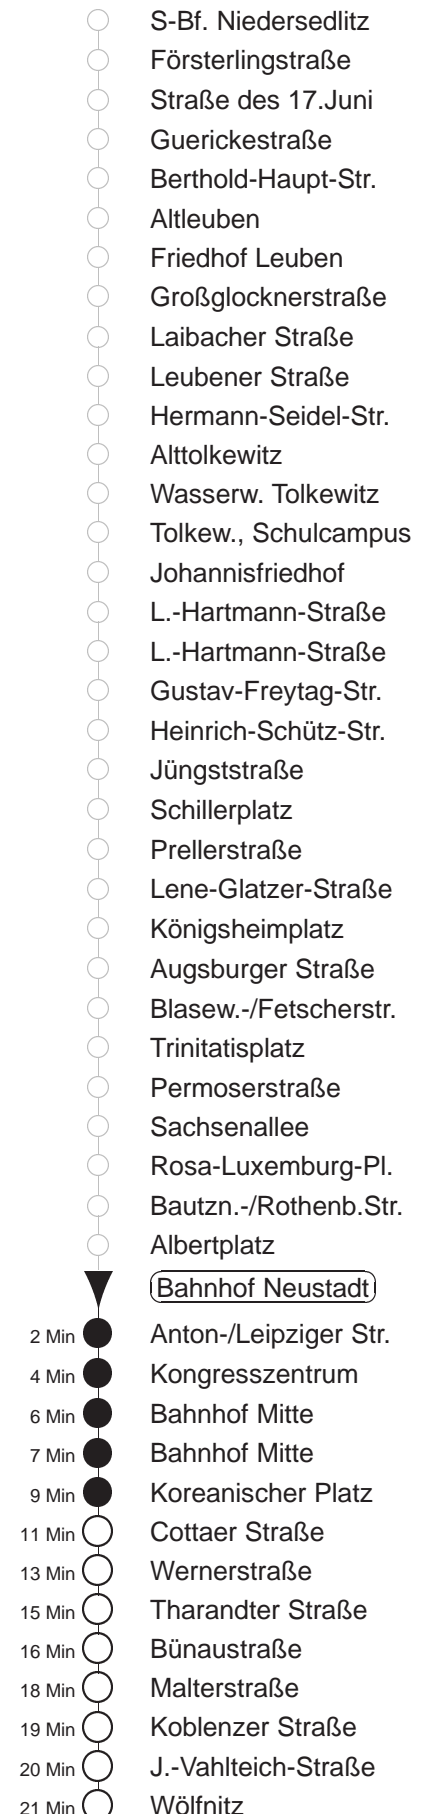 S-Bf. Niedersedlitz
Försterlingstraße
Straße des 17.Juni
Guerickestraße
Berthold-Haupt-Str.
Altleuben
Friedhof Leuben
Großglocknerstraße
Laibacher Straße
Leubener Straße
Hermann-Seidel-Str.
Alttolkewitz
Wasserw. Tolkewitz
Tolkew., Schulcampus
Johannisfriedhof
L.-Hartmann-Straße
L.-Hartmann-Straße
Gustav-Freytag-Str.
Heinrich-Schütz-Str.
Jüngststraße
Schillerplatz
Prellerstraße
Lene-Glatzer-Straße
Königsheimplatz
Augsburger Straße
Blasew.-/Fetscherstr.
Trinitatisplatz
Permoserstraße
Sachsenallee
Rosa-Luxemburg-Pl.
Bautzn.-/Rothenb.Str.
Albertplatz
Bahnhof Neustadt
2 Min Anton-/Leipziger Str.
4 Min Kongresszentrum
6 Min Bahnhof Mitte
7 Min Bahnhof Mitte
9 Min Koreanischer Platz
11 Min Cottaer Straße
13 Min Wernerstraße
15 Min Tharandter Straße
16 Min Bünaustraße
18 Min Malterstraße
19 Min Koblenzer Straße
20 Min J.-Vahlteich-Straße
21 Min Wölfnitz